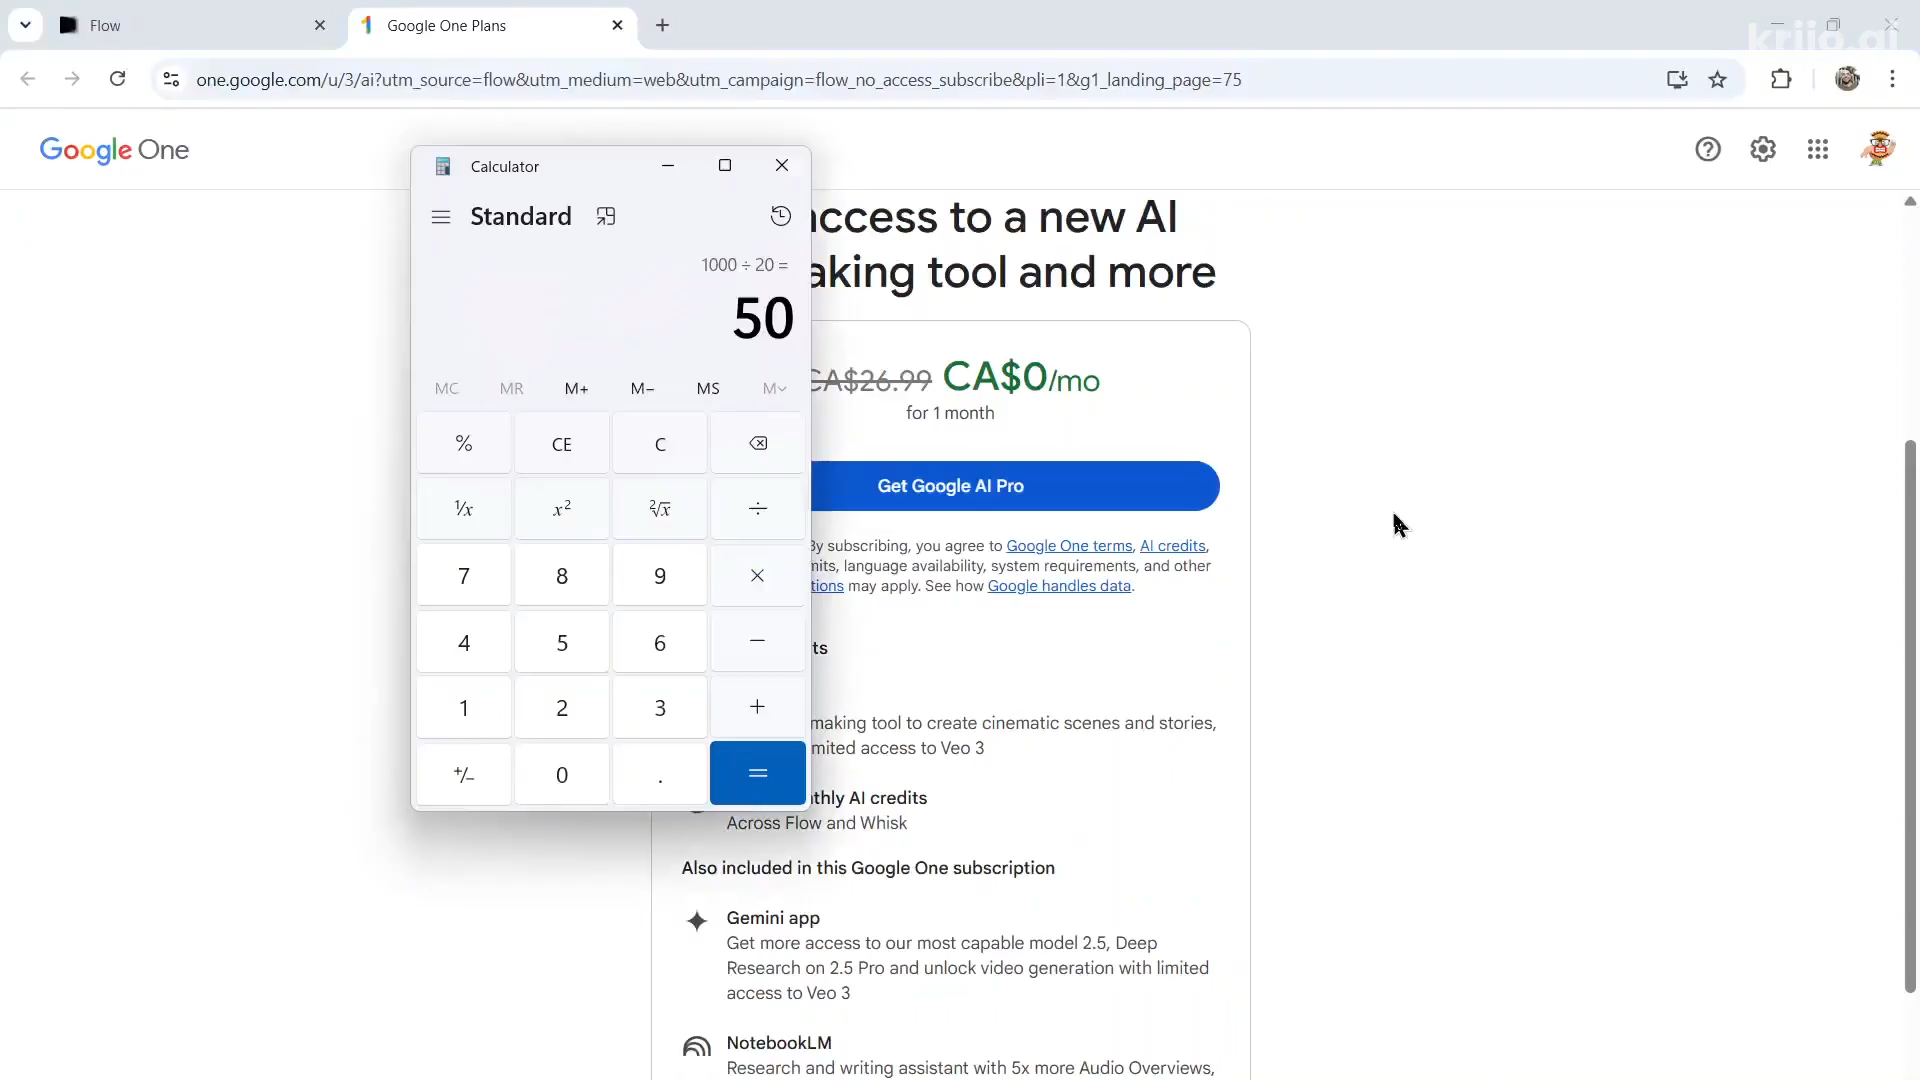 Flow
Google One Plans
kriio.ai
one.google.com/u/3/ai?utm_source=flow&utm_medium=web&utm_campaign=flow_no_access_subscribe&pli=1&g1_landing_page=75
Google One
Calculator
Standard
1000 ÷ 20 =
50
MC MR M+ M− MS M
% CE C
¹/x x² ²√x ÷
7 8 9 ×
4 5 6 −
1 2 3 +
+/− 0 . =
access to a new AI
aking tool and more
CA$26.99 CA$0/mo
for 1 month
Get Google AI Pro
By subscribing, you agree to Google One terms, AI credits,
mits, language availability, system requirements, and other
tions may apply. See how Google handles data.
ts
making tool to create cinematic scenes and stories,
mited access to Veo 3
thly AI credits
Across Flow and Whisk
Also included in this Google One subscription
Gemini app
Get more access to our most capable model 2.5, Deep
Research on 2.5 Pro and unlock video generation with limited
access to Veo 3
NotebookLM
Research and writing assistant with 5x more Audio Overviews,